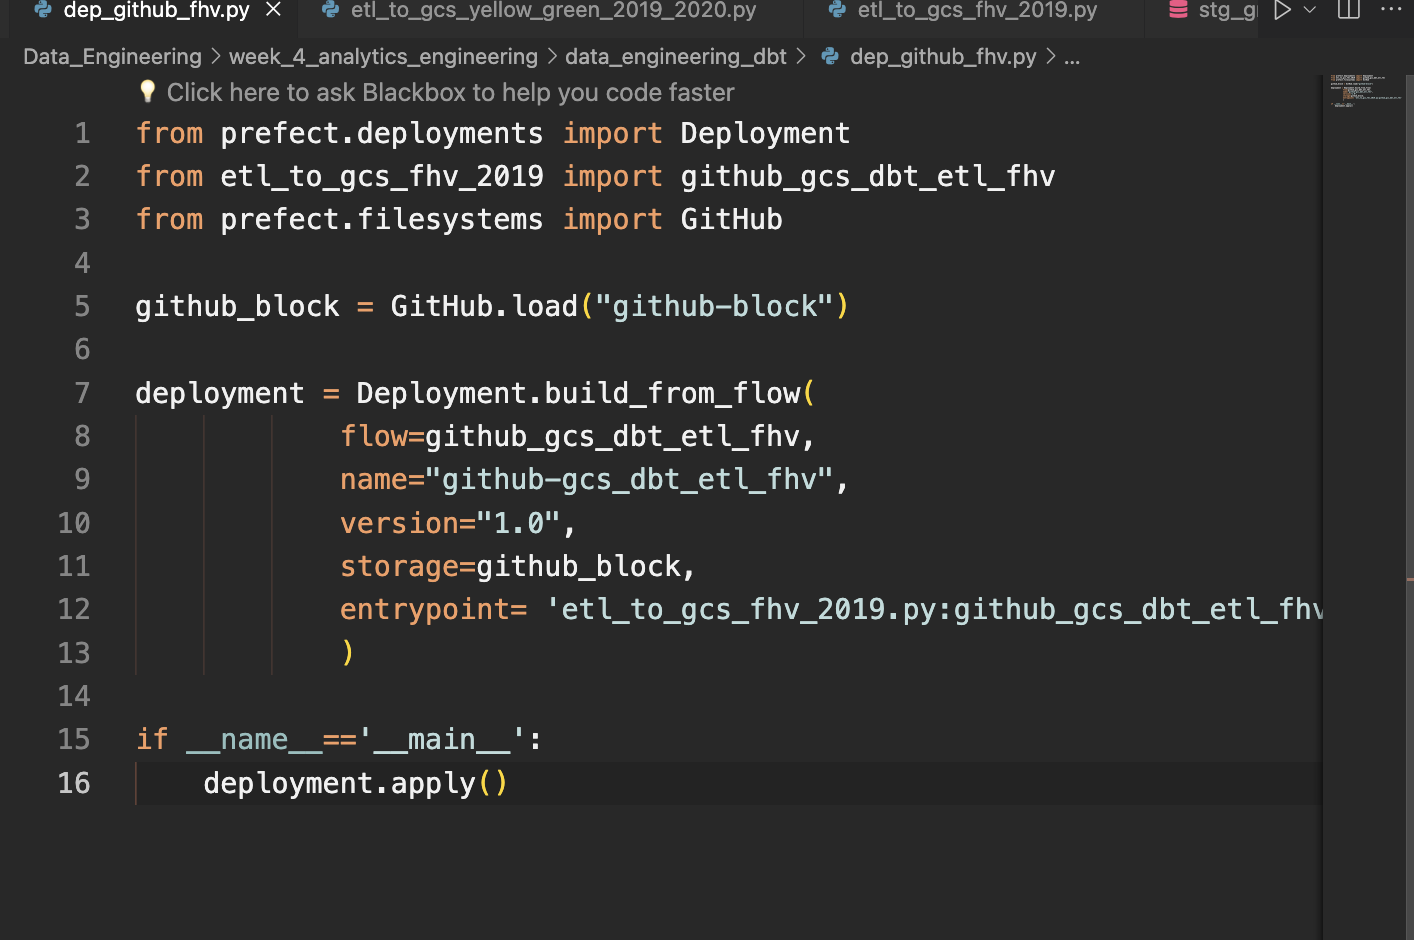 dep_github_fhv.py etl_to_gcs_yellow_green_2019_2020.py etl_to_gcs_fhv_2019.py
Data_Engineering > week_4_analytics_engineering > data_engineering_dbt > dep_github_fhv.py > ...
Click here to ask Blackbox to help you code faster
1 from prefect.deployments import Deployment
2 from etl_to_gcs_fhv_2019 import github_gcs_dbt_etl_fhv
3 from prefect.filesystems import GitHub
4
5 github_block = GitHub.load("github-block")
6
7 deployment = Deployment.build_from_flow(
8 flow=github_gcs_dbt_etl_fhv,
9 name="github-gcs_dbt_etl_fhv",
10 version="1.0",
11 storage=github_block,
12 entrypoint= 'etl_to_gcs_fhv_2019.py:github_gcs_dbt_etl_fhv
13 )
14
15 if __name__=='__main__':
16 deployment.apply()